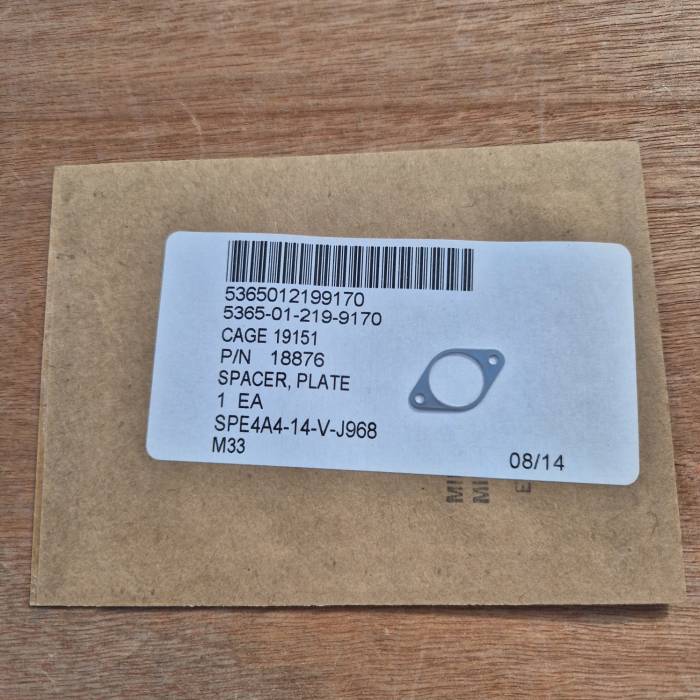 5365012199170
5365-01-219-9170
CAGE 19151
P/N 18876
SPACER, PLATE
1 EA
SPE4A4-14-V-J968
M33
08/14